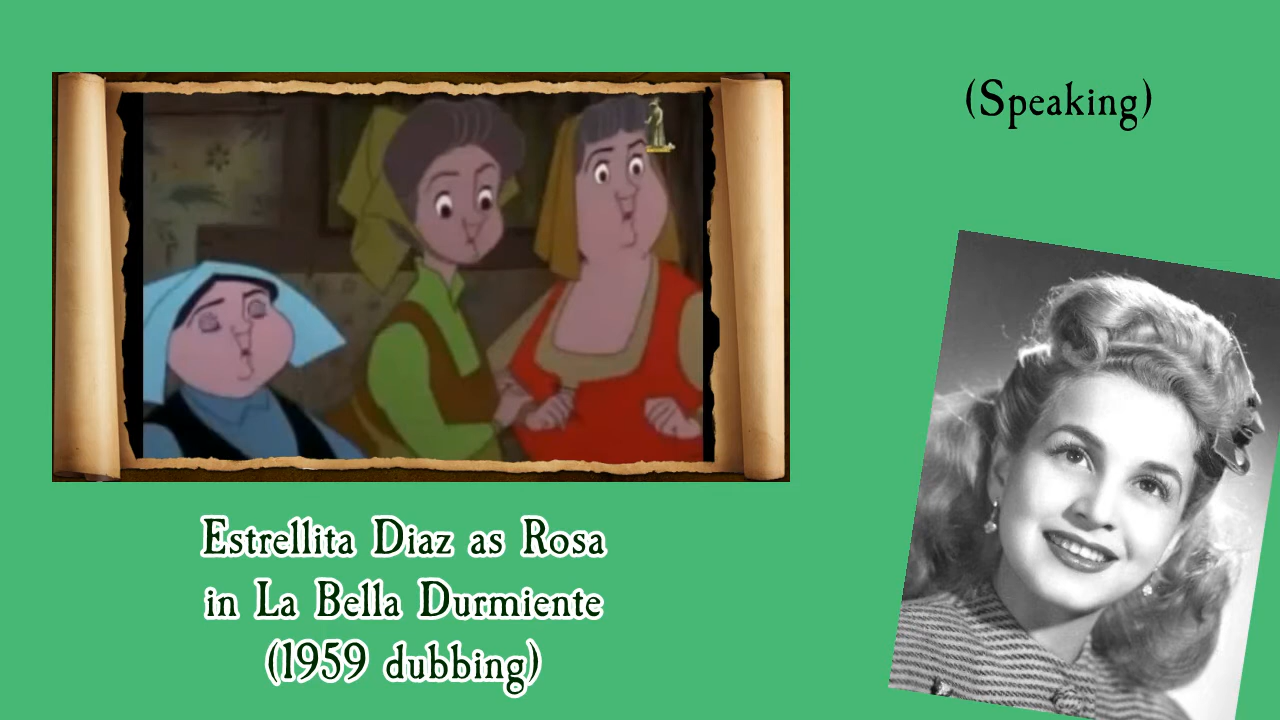 (Speaking)
Estrellita Diaz as Rosa
in La Bella Durmiente
(1959 dubbing)